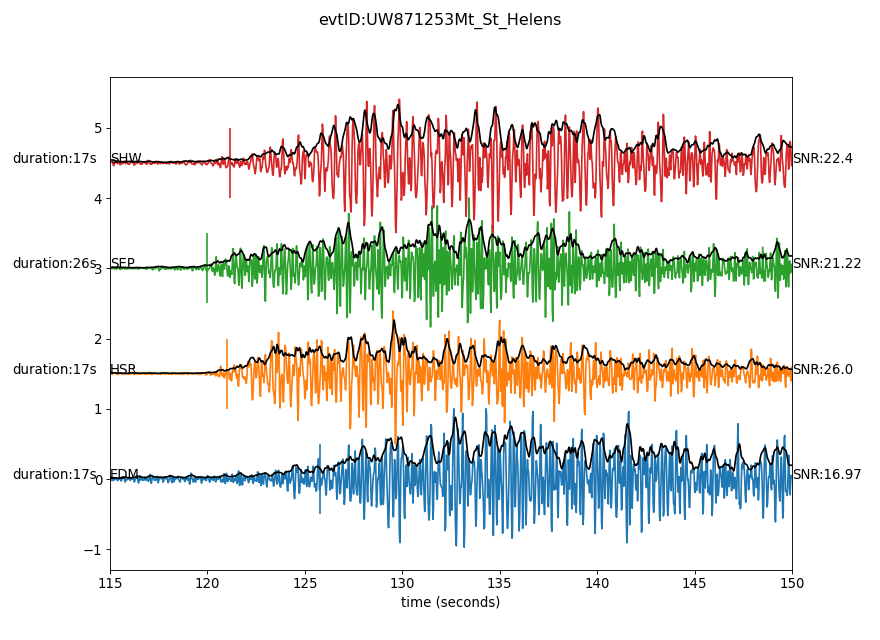 evtID:UW871253Mt_St_Helens
5
duration:17s SHW SNR:22.4
4
duration:26s 3 SEP SNR:21.22
2
duration:17s HSR SNR:26.0
1
duration:17s 0 EDM SNR:16.97
−1
115 120 125 130 135 140 145 150
time (seconds)